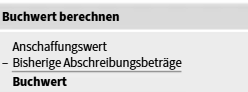 Buchwert berechnen
Anschaffungswert
– Bisherige Abschreibungsbeträge
Buchwert